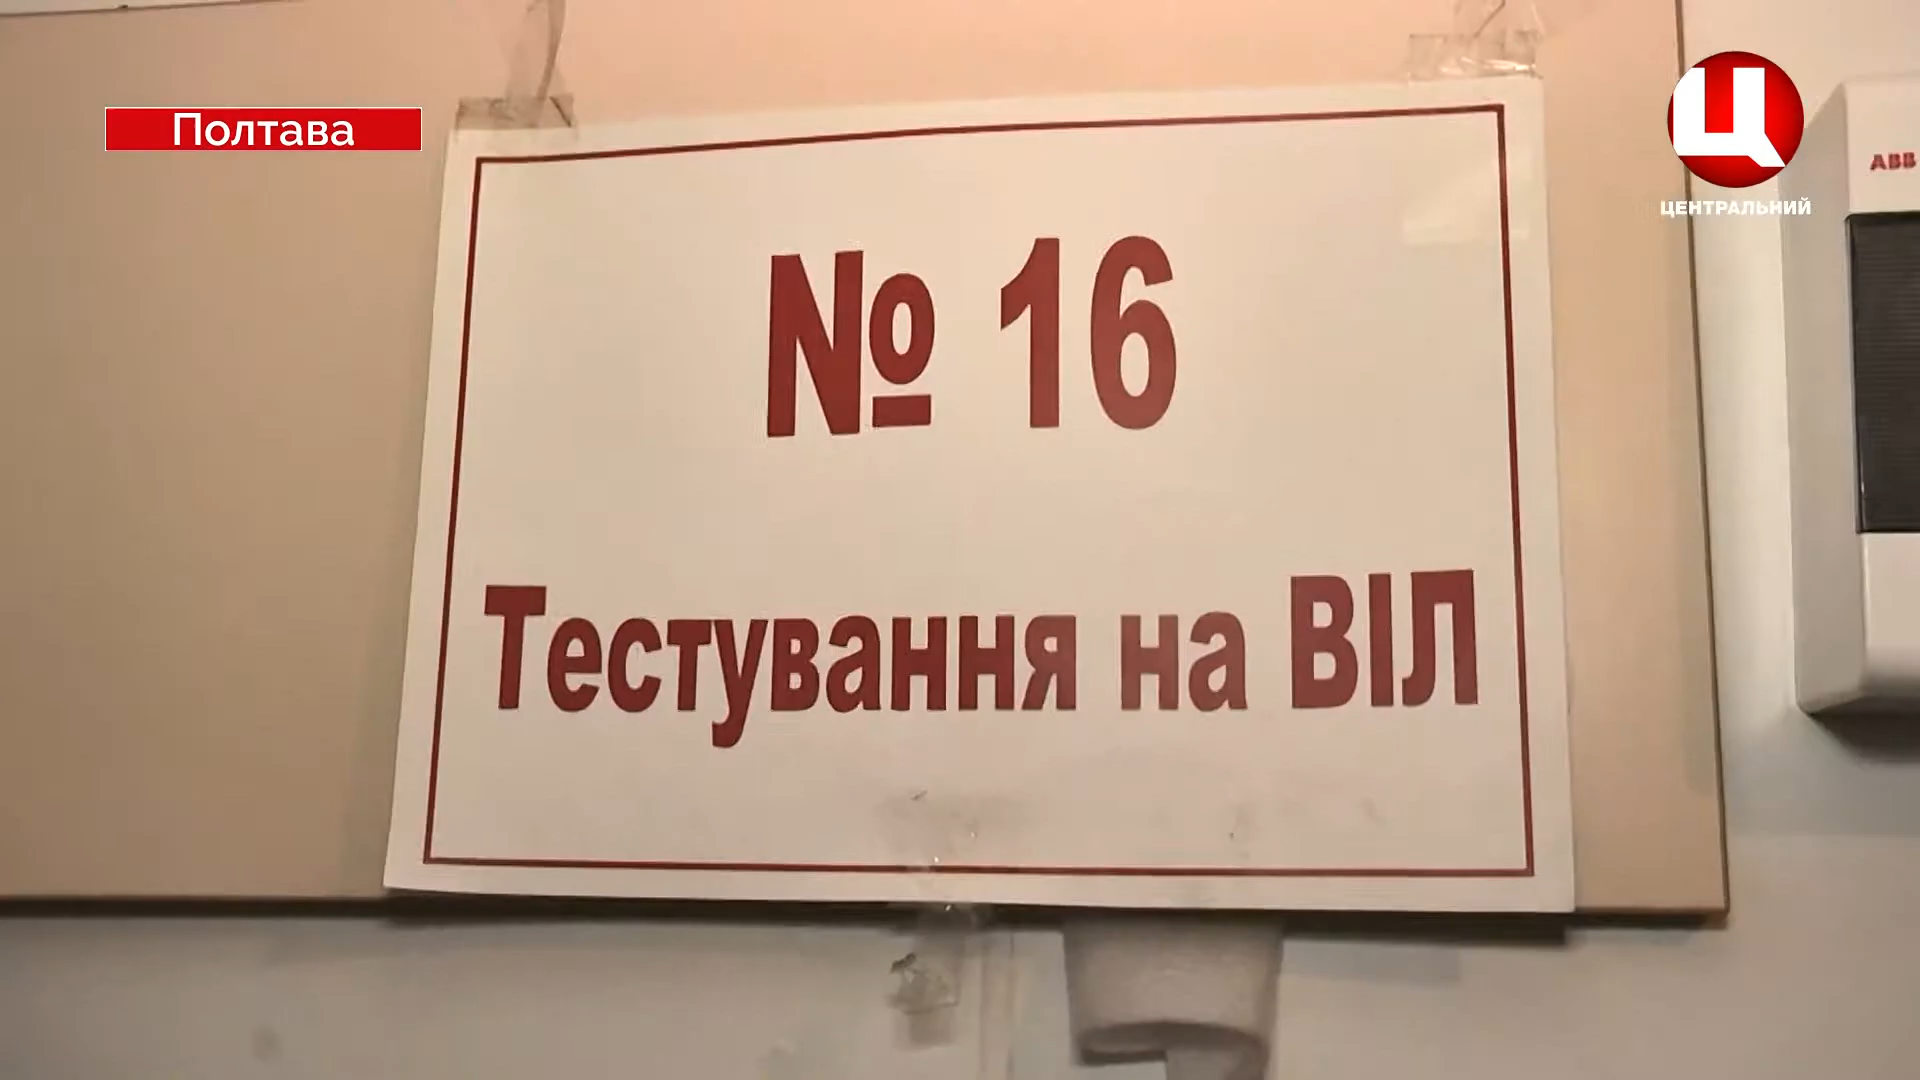 Полтава
Ц
ЦЕНТРАЛЬНИЙ
ABB
№ 16
Тестування на ВІЛ